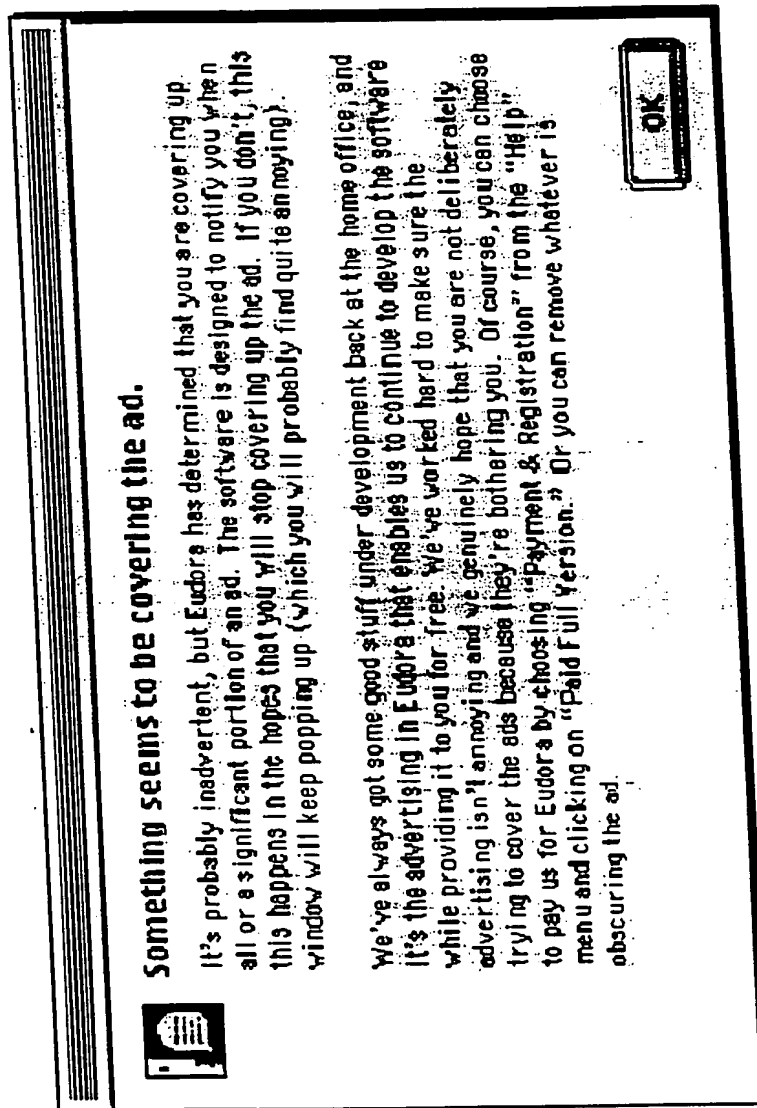 Something seems to be covering the ad.
It's probably inadvertent, but Eudora has determined that you are covering up
all or a significant portion of an ad. The software is designed to notify you when
this happens in the hopes that you will stop covering up the ad. If you don't, this
window will keep popping up (which you will probably find quite annoying).
We've always got some good stuff under development back at the home office, and
it's the advertising in Eudora that enables us to continue to develop the software
while providing it to you for free. We've worked hard to make sure the
advertising isn't annoying and we genuinely hope that you are not deliberately
trying to cover the ads because they're bothering you. Of course, you can choose
to pay us for Eudora by choosing "Payment & Registration" from the "Help"
menu and clicking on "Paid Full Version." Or you can remove whatever is
obscuring the ad.
OK